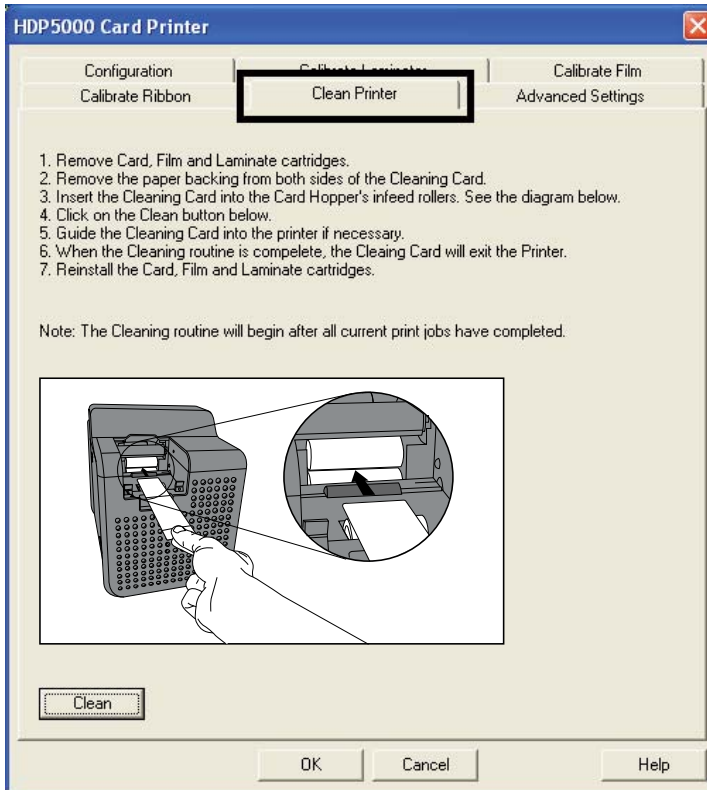 HDP5000 Card Printer
Configuration
Calibrate Laminator
Calibrate Film
Calibrate Ribbon
Clean Printer
Advanced Settings
1. Remove Card, Film and Laminate cartridges.
2. Remove the paper backing from both sides of the Cleaning Card.
3. Insert the Cleaning Card into the Card Hopper's infeed rollers. See the diagram below.
4. Click on the Clean button below.
5. Guide the Cleaning Card into the printer if necessary.
6. When the Cleaning routine is compelete, the Cleaing Card will exit the Printer.
7. Reinstall the Card, Film and Laminate cartridges.
Note: The Cleaning routine will begin after all current print jobs have completed.
Clean
OK
Cancel
Help